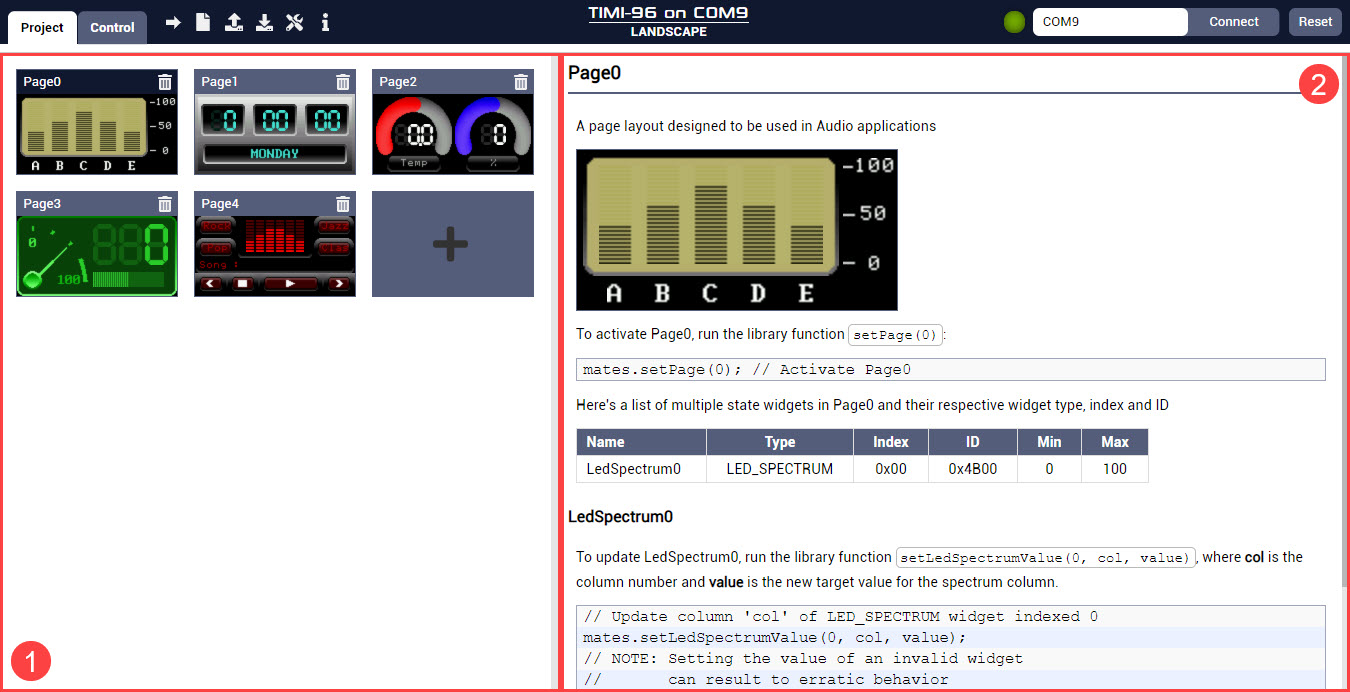 Project
Control
TIMI-96 on COM9
LANDSCAPE
COM9
Connect
Reset
Page0
Page1
Page2
-100
-50
- 0
A B C D E
0 00 00
MONDAY
00
0
Temp
%
Page3
Page4
0
100
0
Rock
Jazz
Pop
Clas
Song :
1
Page0
2
A page layout designed to be used in Audio applications
-100
-50
- 0
A B C D E
To activate Page0, run the library function setPage(0):
mates.setPage(0); // Activate Page0
Here's a list of multiple state widgets in Page0 and their respective widget type, index and ID
Name Type Index ID Min Max
LedSpectrum0 LED_SPECTRUM 0x00 0x4B00 0 100
LedSpectrum0
To update LedSpectrum0, run the library function setLedSpectrumValue(0, col, value), where col is the
column number and value is the new target value for the spectrum column.
// Update column 'col' of LED_SPECTRUM widget indexed 0
mates.setLedSpectrumValue(0, col, value);
// NOTE: Setting the value of an invalid widget
// can result to erratic behavior